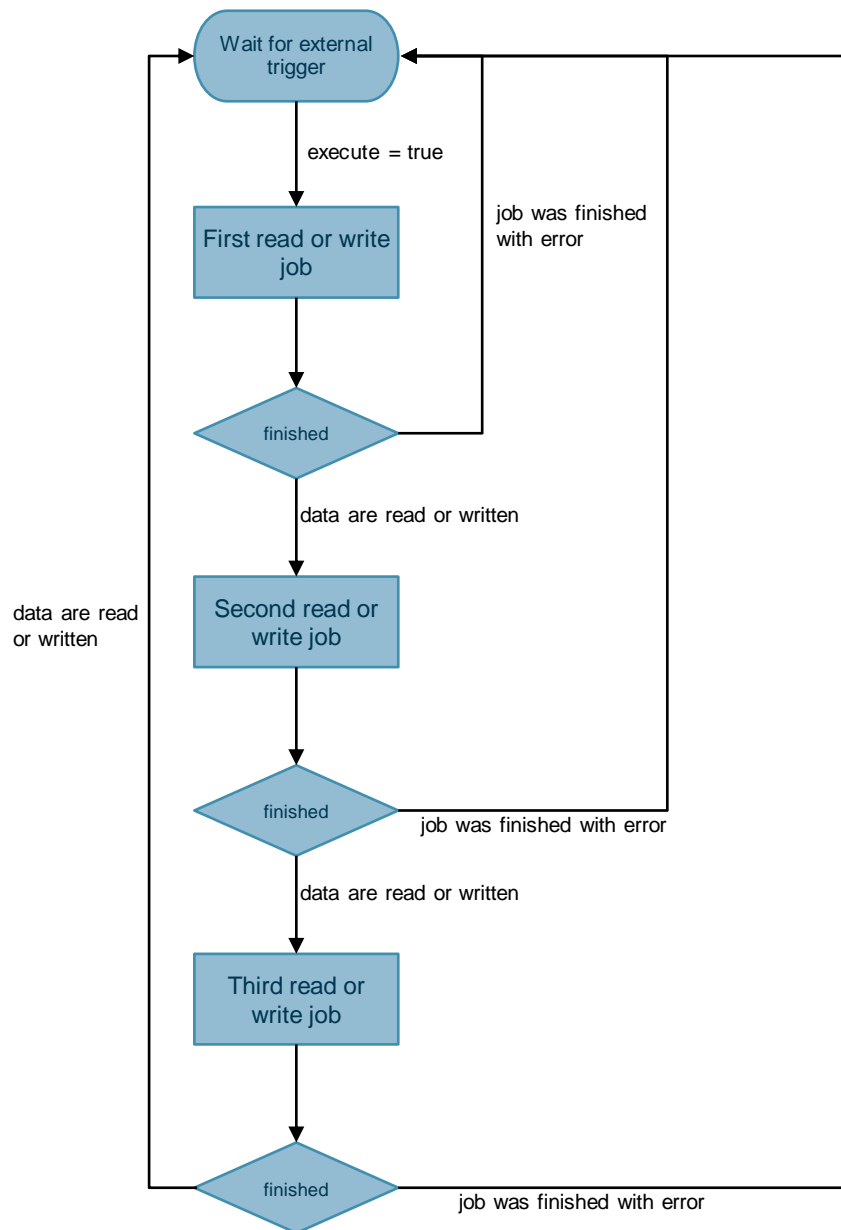 Wait for external
trigger
execute = true
First read or write
job
job was finished
with error
finished
data are read or written
Second read or
write job
data are read
or written
finished
job was finished with error
data are read or written
Third read or
write job
finished
job was finished with error